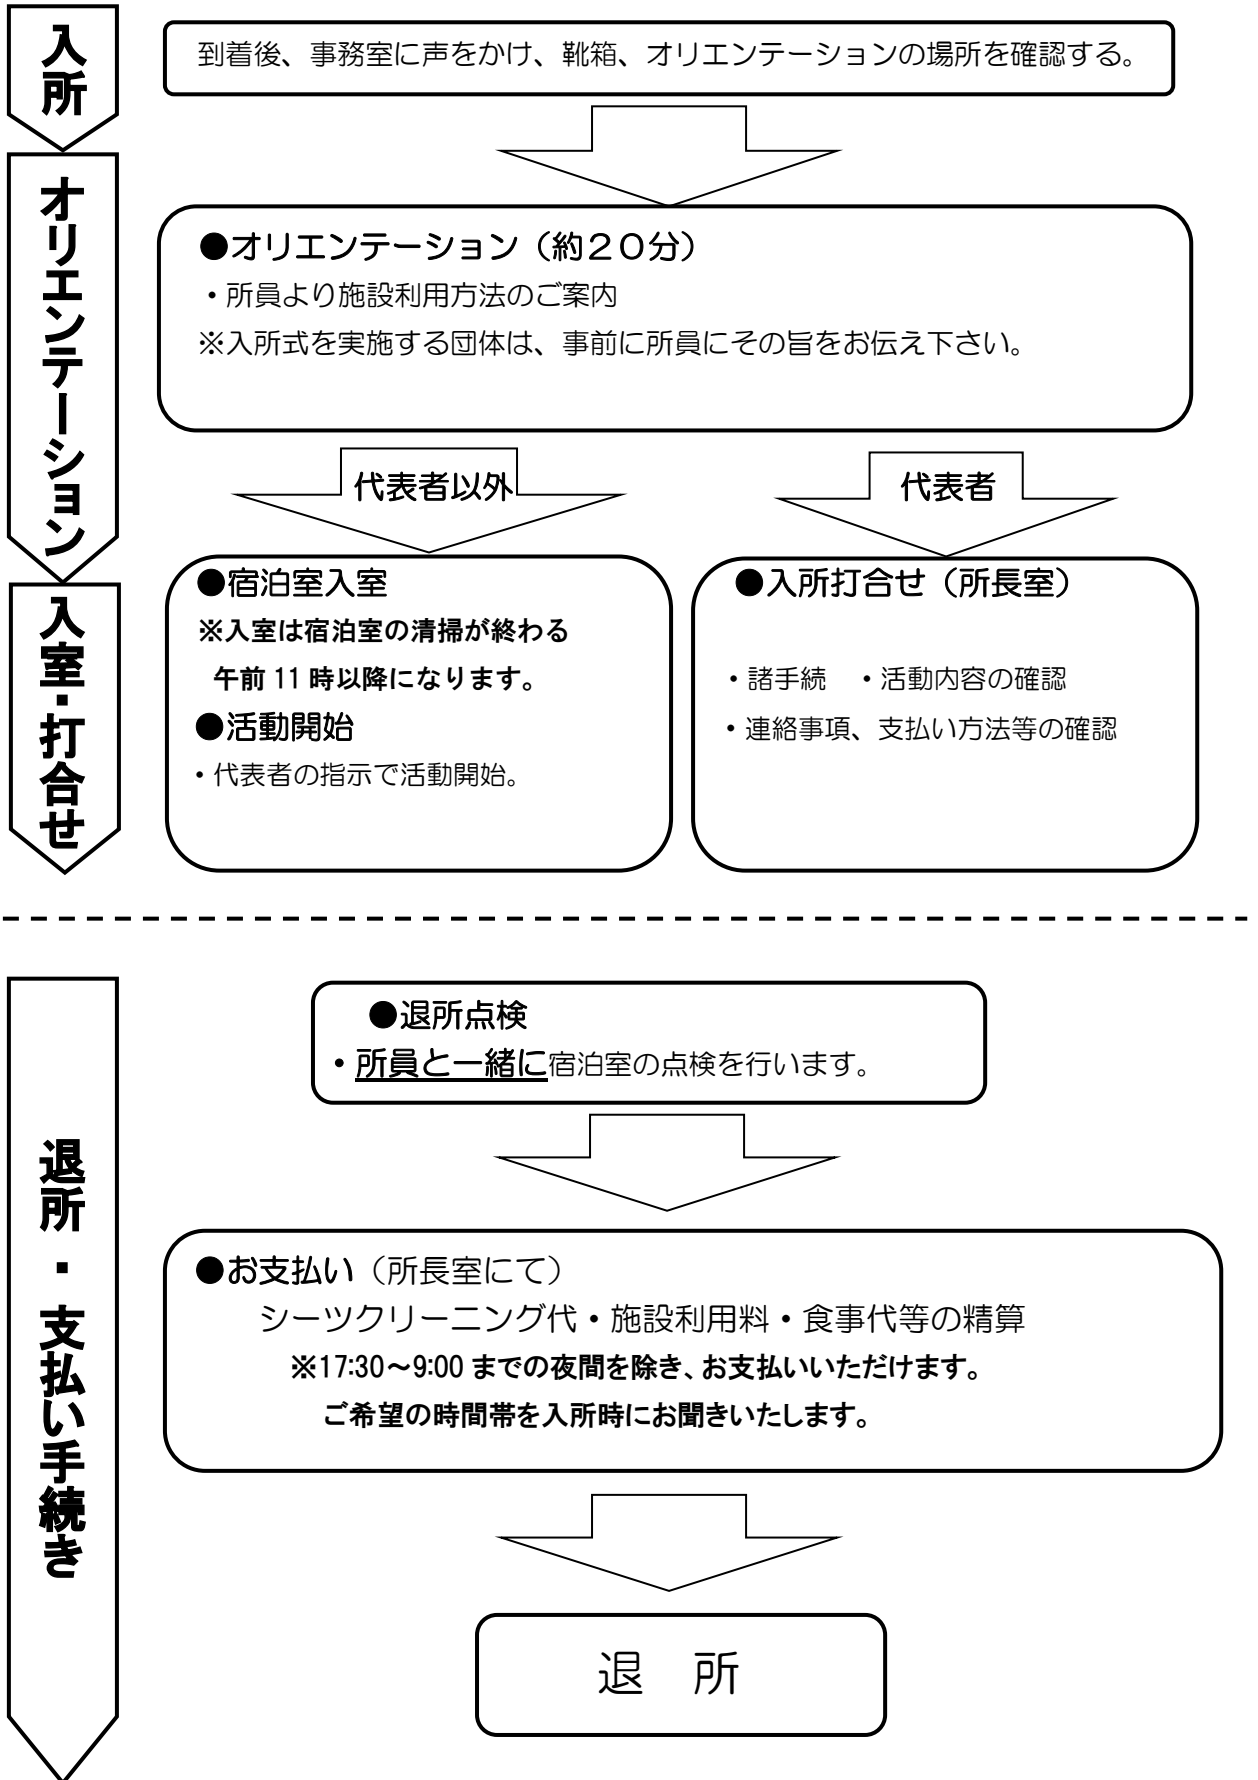 入所
到着後、事務室に声をかけ、靴箱、オリエンテーションの場所を確認する。
オリエンテーション
●オリエンテーション（約２０分）
・所員より施設利用方法のご案内
※入所式を実施する団体は、事前に所員にその旨をお伝え下さい。
代表者以外
代表者
入室・打合せ
●宿泊室入室
※入室は宿泊室の清掃が終わる
午前 11 時以降になります。
●活動開始
・代表者の指示で活動開始。
●入所打合せ（所長室）
・諸手続　・活動内容の確認
・連絡事項、支払い方法等の確認
退所・支払い手続き
●退所点検
・所員と一緒に宿泊室の点検を行います。
●お支払い（所長室にて）
シーツクリーニング代・施設利用料・食事代等の精算
※17:30～9:00 までの夜間を除き、お支払いいただけます。
ご希望の時間帯を入所時にお聞きいたします。
退　所